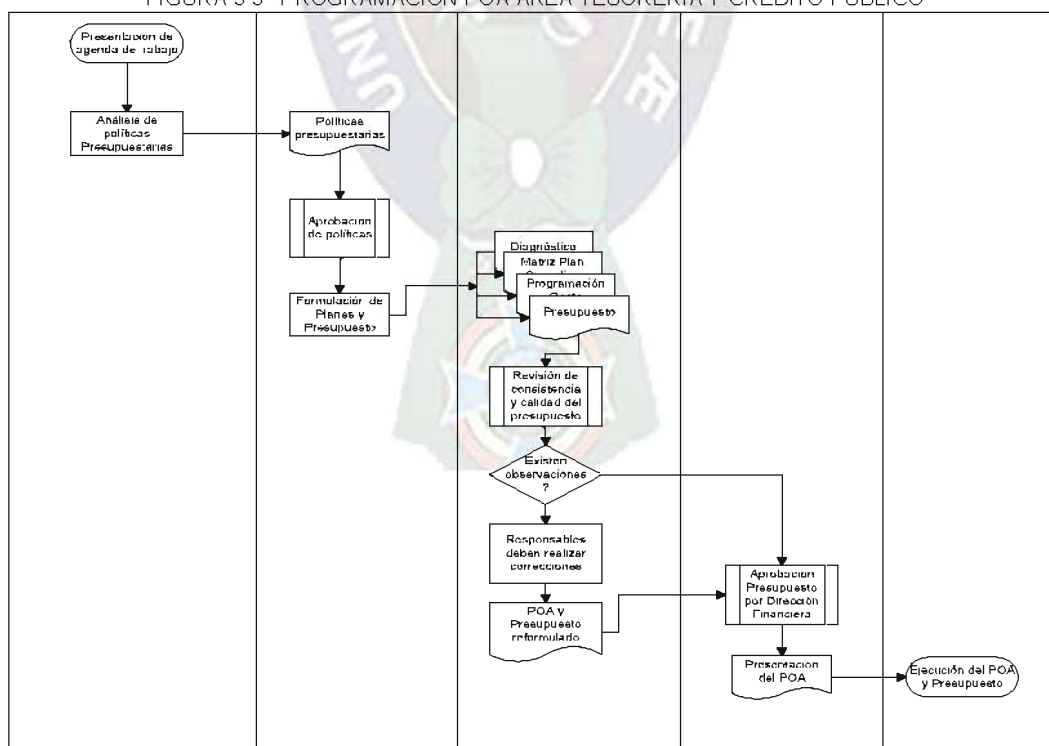 FIGURA 3 3 PROGRAMACION POA AREA TESORERIA Y CREDITO PUBLICO
Presentacion de
agenda de trabajo
Análisis de
políticas
Presupuestarias
Políticas
presupuestarias
Aprobacion
de políticas
Formulación de
Planes y
Presupuesto
Diagnóstico
Matriz Plan
Programación
Presupuesto
Revisión de
consistencia
y calidad del
presupuesto
Existen
observaciones
?
Responsables
deben realizar
correcciones
POA y
Presupuesto
reformulado
Aprobacion
Presupuesto
por Dirección
Financiera
Presentacion
del POA
Ejecución del POA
y Presupuesto